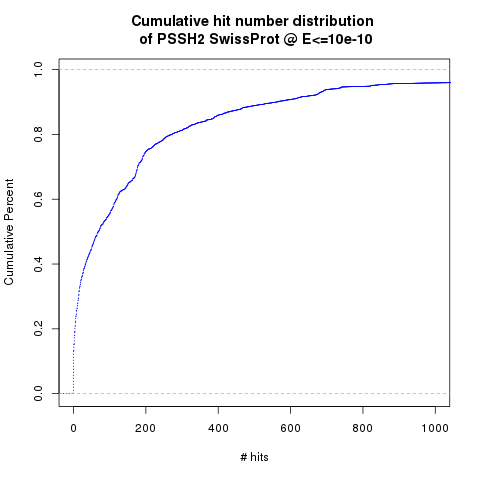 Cumulative hit number distribution
of PSSH2 SwissProt @ E<=10e-10
Cumulative Percent
1.0
0.8
0.6
0.4
0.2
0.0
0 200 400 600 800 1000
# hits